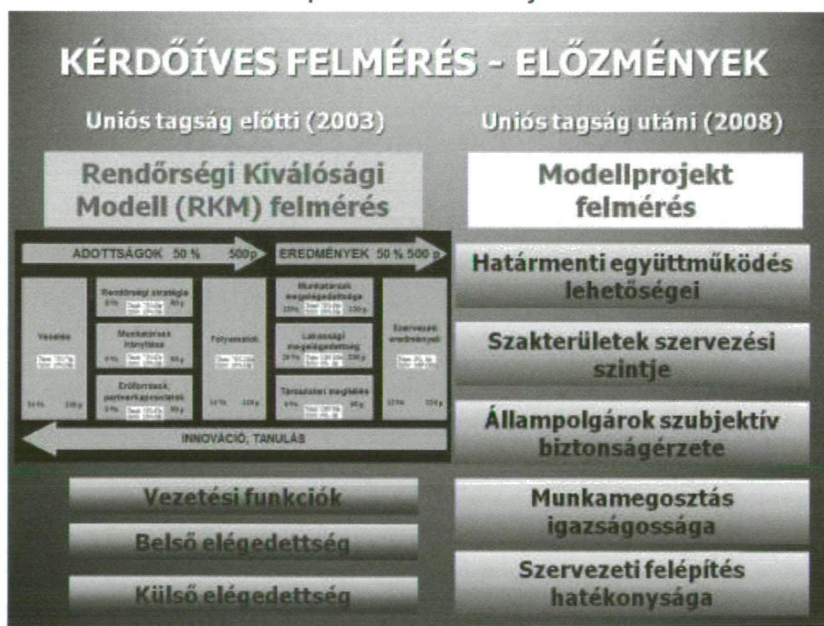 KÉRDŐÍVES FELMÉRÉS - ELŐZMÉNYEK
Uniós tagság előtti (2003)
Rendőrségi Kiválósági
Modell (RKM) felmérés
ADOTTSÁGOK 50 % 500p
EREDMÉNYEK 50 % 500 p
Vezetés
Rendőrségi stratégia
Munkatársak
irányítása
Erőforrások,
partnerkapcsolatok
Folyamatok
Munkatársak
megelégedettsége
Lakossági
megelégedettség
Társadalmi megítélés
Szervezeti
eredmények
INNOVÁCIÓ, TANULÁS
Vezetési funkciók
Belső elégedettség
Külső elégedettség
Uniós tagság utáni (2008)
Modellprojekt
felmérés
Határmenti együttműködés
lehetőségei
Szakterületek szervezési
szintje
Állampolgárok szubjektív
biztonságérzete
Munkamegosztás
igazságossága
Szervezeti felépítés
hatékonysága